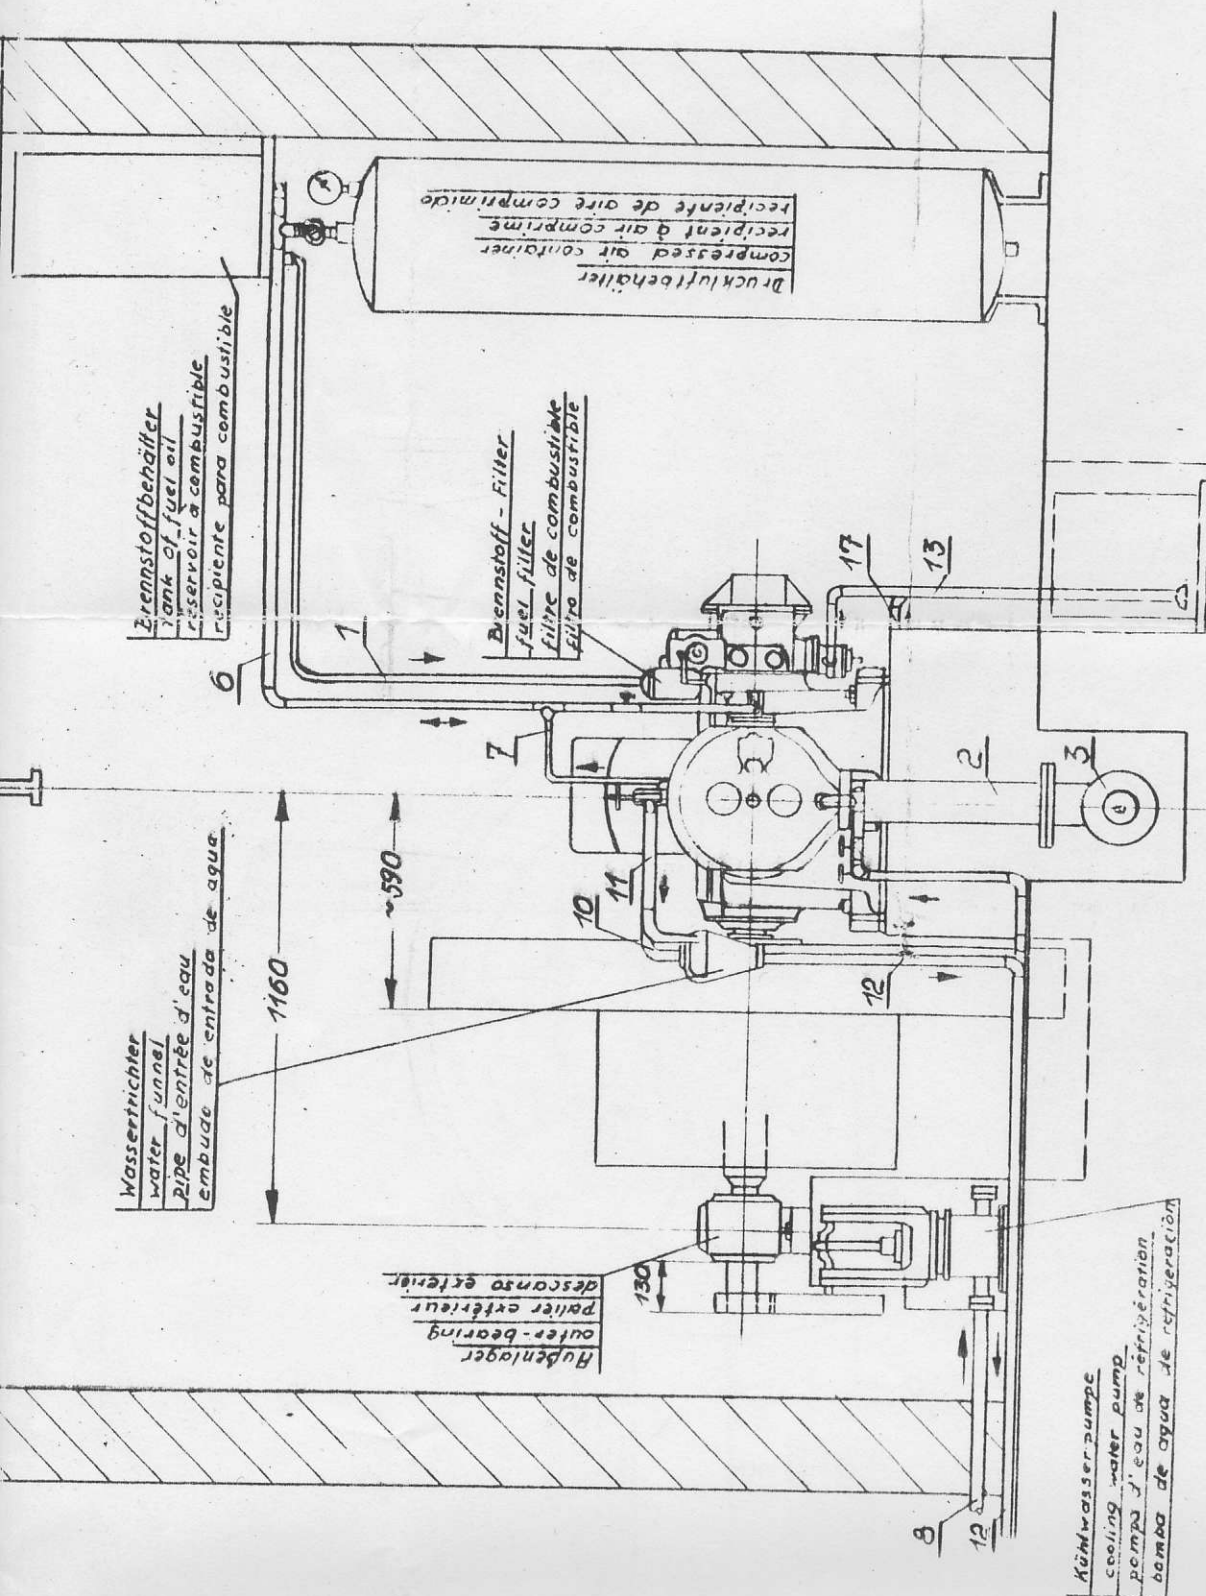 Brennstoffbehälter
Tank of fuel oil
réservoir à combustible
recipiente para combustible
Druckluftbehälter
compressed air container
recipient à air comprime
recipiente de aire comprimido
Brennstoff - Filter
fuel filter
filtre de combustible
filtro de combustible
Wassertrichter
water funnel
pipe d'entrée d'eau
embudo de entrada de agua
Außenlager
outer-bearing
palier extérieur
descanso exterior
Kühlwasserpumpe
cooling water pump
pompa d'eau de réfrigération
bomba de agua de refrigeración
6
1
7
17
13
2
3
1160
~590
11
10
12
130
8
12